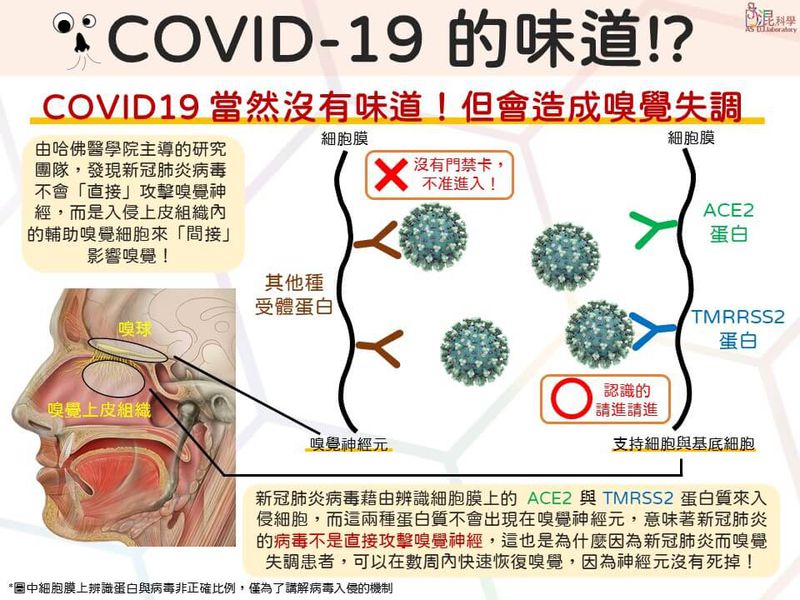 COVID-19 的味道!?
混科學
AS U.laboratory
COVID19 當然沒有味道！但會造成嗅覺失調
由哈佛醫學院主導的研究
團隊，發現新冠肺炎病毒
不會「直接」攻擊嗅覺神
經，而是入侵上皮組織內
的輔助嗅覺細胞來「間接」
影響嗅覺！
細胞膜
沒有門禁卡，
不准進入！
其他種
受體蛋白
嗅覺神經元
細胞膜
ACE2
蛋白
TMRRSS2
蛋白
認識的
請進請進
支持細胞與基底細胞
嗅球
嗅覺上皮組織
新冠肺炎病毒藉由辨識細胞膜上的 ACE2 與 TMRSS2 蛋白質來入
侵細胞，而這兩種蛋白質不會出現在嗅覺神經元，意味著新冠肺炎
的病毒不是直接攻擊嗅覺神經，這也是為什麼因為新冠肺炎而嗅覺
失調患者，可以在數周內快速恢復嗅覺，因為神經元沒有死掉！
*圖中細胞膜上辨識蛋白與病毒非正確比例，僅為了講解病毒入侵的機制